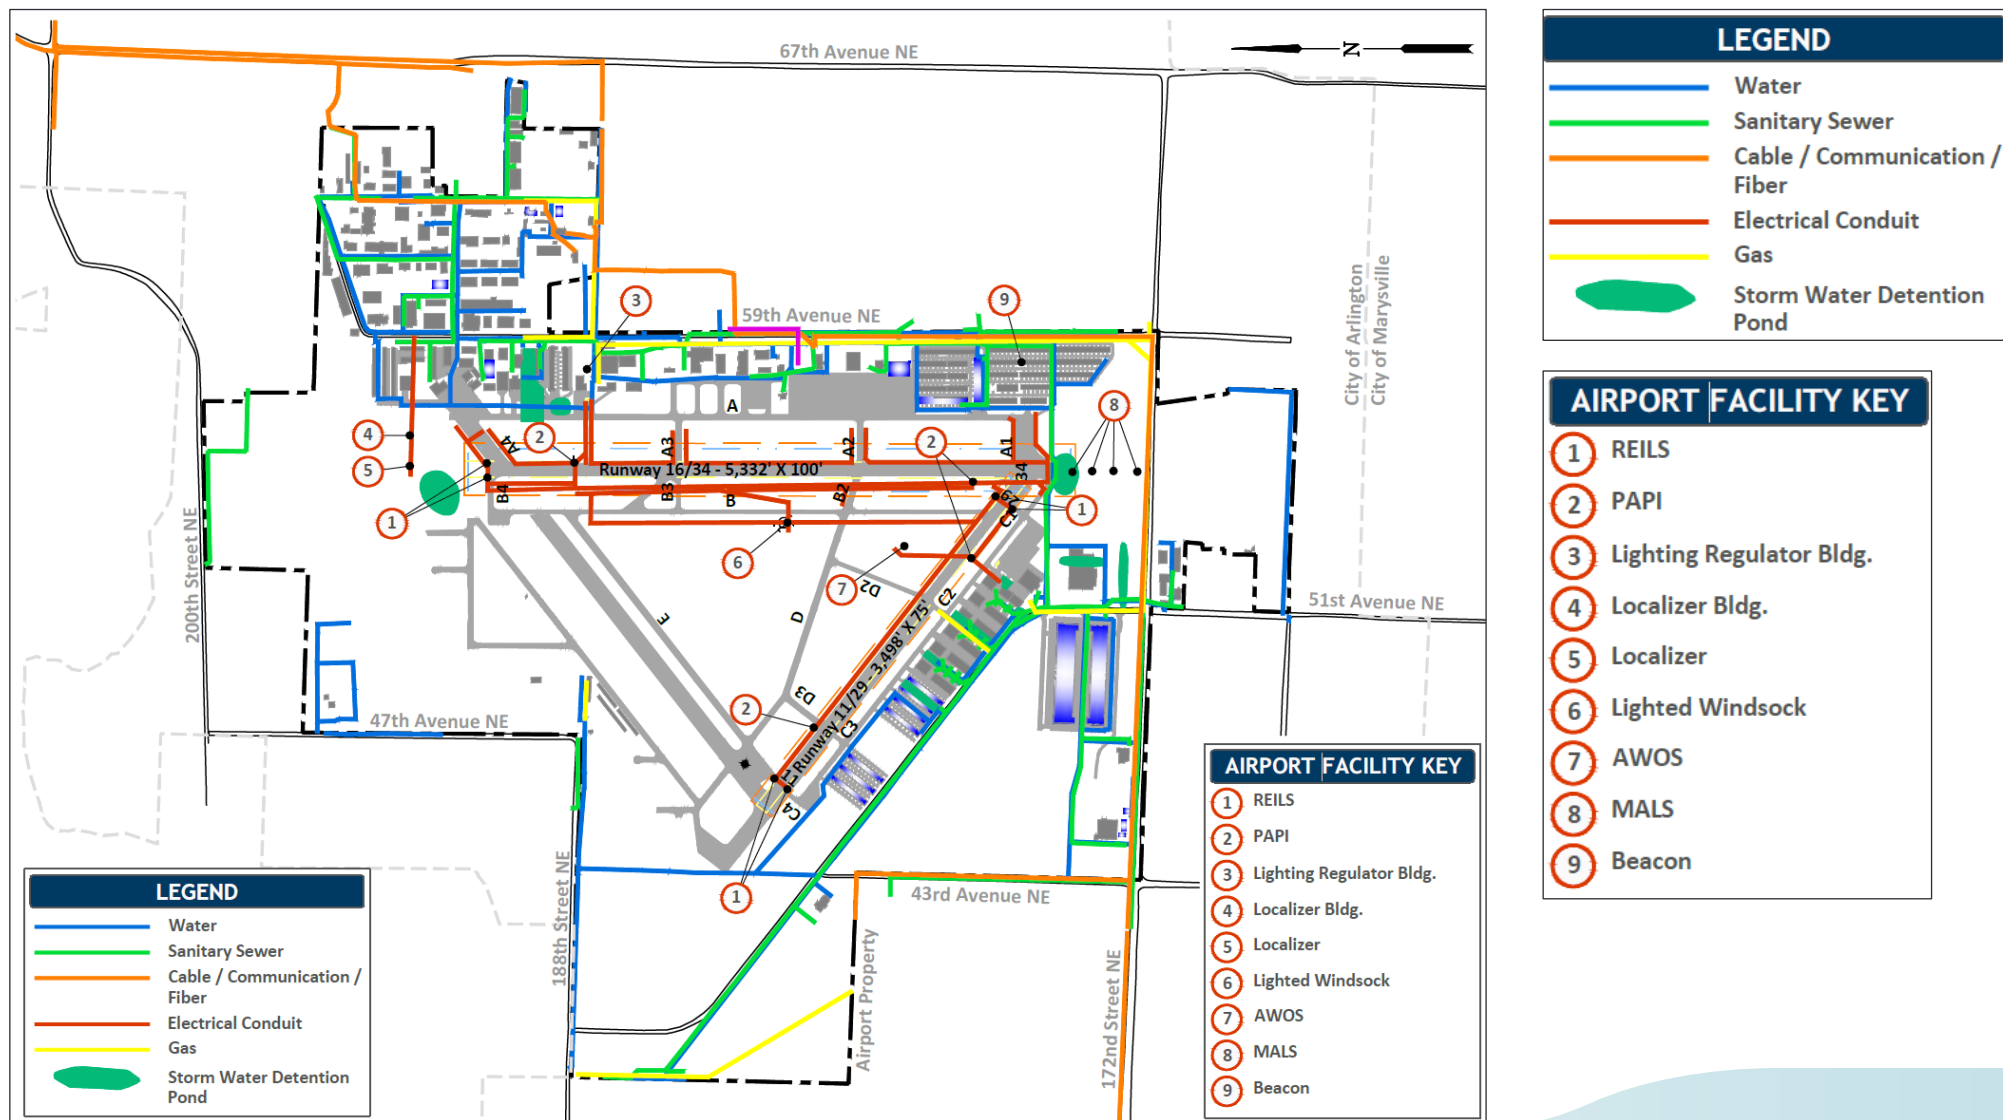 67th Avenue NE
N
59th Avenue NE
City of Arlington
City of Marysville
3
9
4
5
2
2
8
1
1
6
7
2
1
A
A4
A3
A2
A1
Runway 16/34 - 5,332' X 100'
34
B4
B3
B
B2
C1
D2
C2
D
E
D3
Runway 11/29 - 3,498' X 75'
C3
11
C4
200th Street NE
51st Avenue NE
47th Avenue NE
188th Street NE
43rd Avenue NE
Airport Property
172nd Street NE
LEGEND
Water
Sanitary Sewer
Cable / Communication /
Fiber
Electrical Conduit
Gas
Storm Water Detention
Pond
AIRPORT FACILITY KEY
1 REILS
2 PAPI
3 Lighting Regulator Bldg.
4 Localizer Bldg.
5 Localizer
6 Lighted Windsock
7 AWOS
8 MALS
9 Beacon
LEGEND
Water
Sanitary Sewer
Cable / Communication /
Fiber
Electrical Conduit
Gas
Storm Water Detention
Pond
AIRPORT FACILITY KEY
1 REILS
2 PAPI
3 Lighting Regulator Bldg.
4 Localizer Bldg.
5 Localizer
6 Lighted Windsock
7 AWOS
8 MALS
9 Beacon